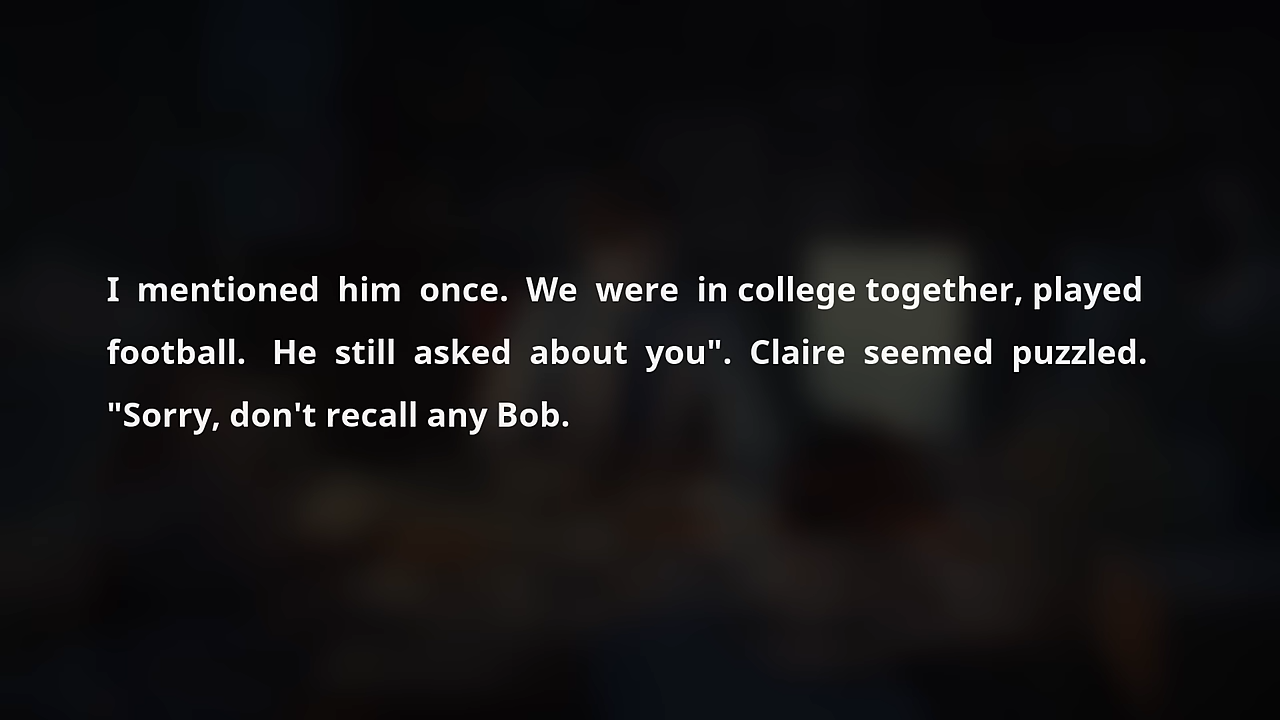 I mentioned him once. We were in college together, played
football. He still asked about you". Claire seemed puzzled.
"Sorry, don't recall any Bob.